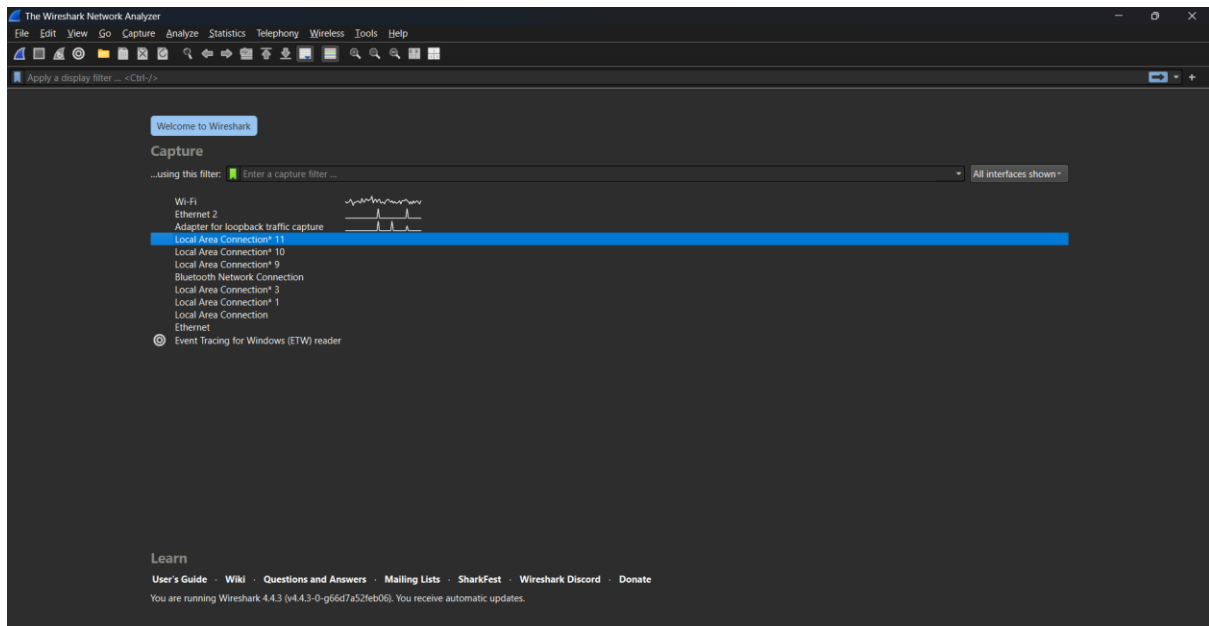 The Wireshark Network Analyzer
File Edit View Go Capture Analyze Statistics Telephony Wireless Tools Help
Apply a display filter ... <Ctrl-/>
Welcome to Wireshark
Capture
...using this filter: Enter a capture filter ... All interfaces shown
Wi-Fi
Ethernet 2
Adapter for loopback traffic capture
Local Area Connection* 11
Local Area Connection* 10
Local Area Connection* 9
Bluetooth Network Connection
Local Area Connection* 3
Local Area Connection* 1
Local Area Connection
Ethernet
Event Tracing for Windows (ETW) reader
Learn
User's Guide · Wiki · Questions and Answers · Mailing Lists · SharkFest · Wireshark Discord · Donate
You are running Wireshark 4.4.3 (v4.4.3-0-g66d7a52feb06). You receive automatic updates.